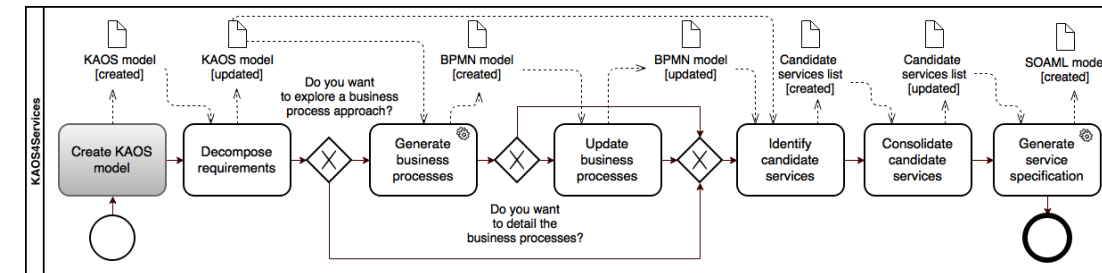 KAOS4Services
KAOS model
[created]
KAOS model
[updated]
BPMN model
[created]
BPMN model
[updated]
Candidate
services list
[created]
Candidate
services list
[updated]
SOAML mode
[created]
Do you want
to explore a business
process approach?
Create KAOS
model
Decompose
requirements
X
Generate
business
processes
X
Update
business
processes
X
Identify
candidate
services
Consolidate
candidate
services
Generate
service
specification
Do you want
to detail the
business processes?